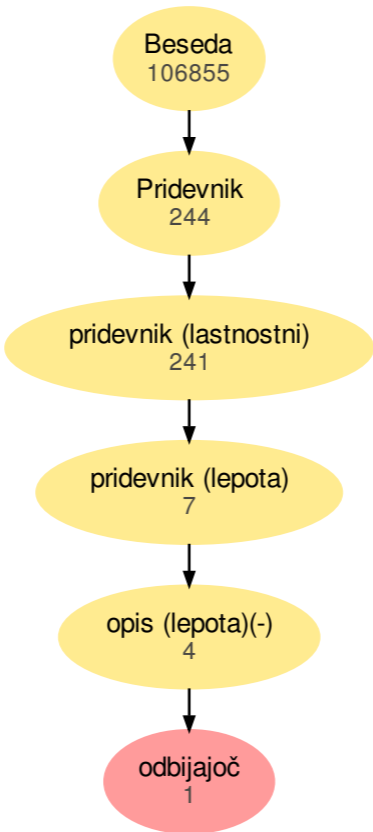 Beseda
106855
Pridevnik
244
pridevnik (lastnostni)
241
pridevnik (lepota)
7
opis (lepota)(-)
4
odbijajoč
1